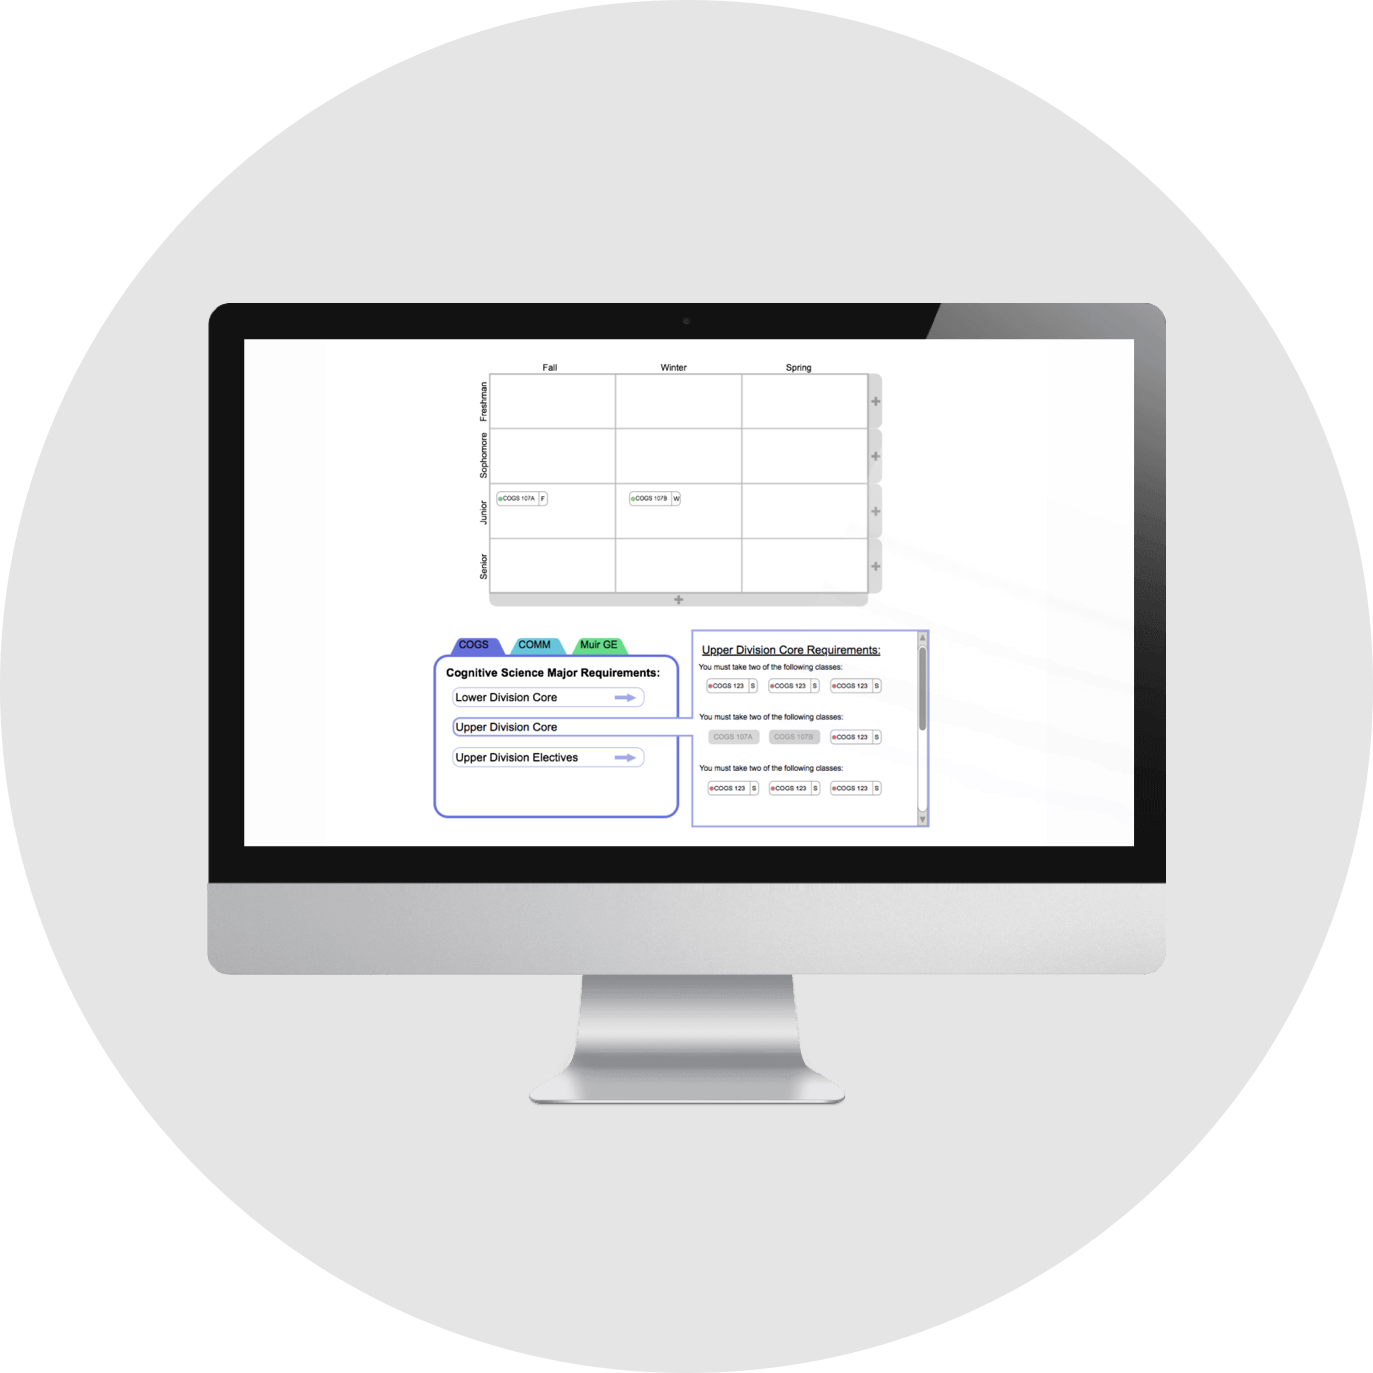 Fall Winter Spring
Freshman
Sophomore
Junior
COGS 107A F
COGS 107B W
Senior
COGS COMM Muir GE
Cognitive Science Major Requirements:
Lower Division Core
Upper Division Core
Upper Division Electives
Upper Division Core Requirements:
You must take two of the following classes:
COGS 123 S COGS 123 S COGS 123 S
You must take two of the following classes:
COGS 107A COGS 107B COGS 123 S
You must take two of the following classes:
COGS 123 S COGS 123 S COGS 123 S